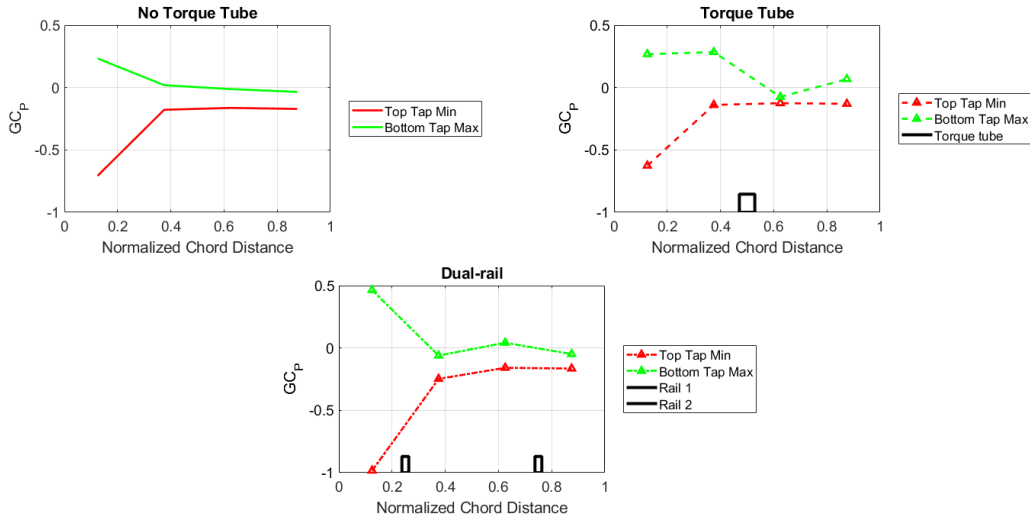 No Torque Tube
0.5
0
-0.5
-1
GC_P
0 0.2 0.4 0.6 0.8 1
Normalized Chord Distance
Top Tap Min
Bottom Tap Max
Torque Tube
0.5
0
-0.5
-1
GC_P
0 0.2 0.4 0.6 0.8 1
Normalized Chord Distance
Top Tap Min
Bottom Tap Max
Torque tube
Dual-rail
0.5
0
-0.5
-1
GC_P
0 0.2 0.4 0.6 0.8 1
Normalized Chord Distance
Top Tap Min
Bottom Tap Max
Rail 1
Rail 2